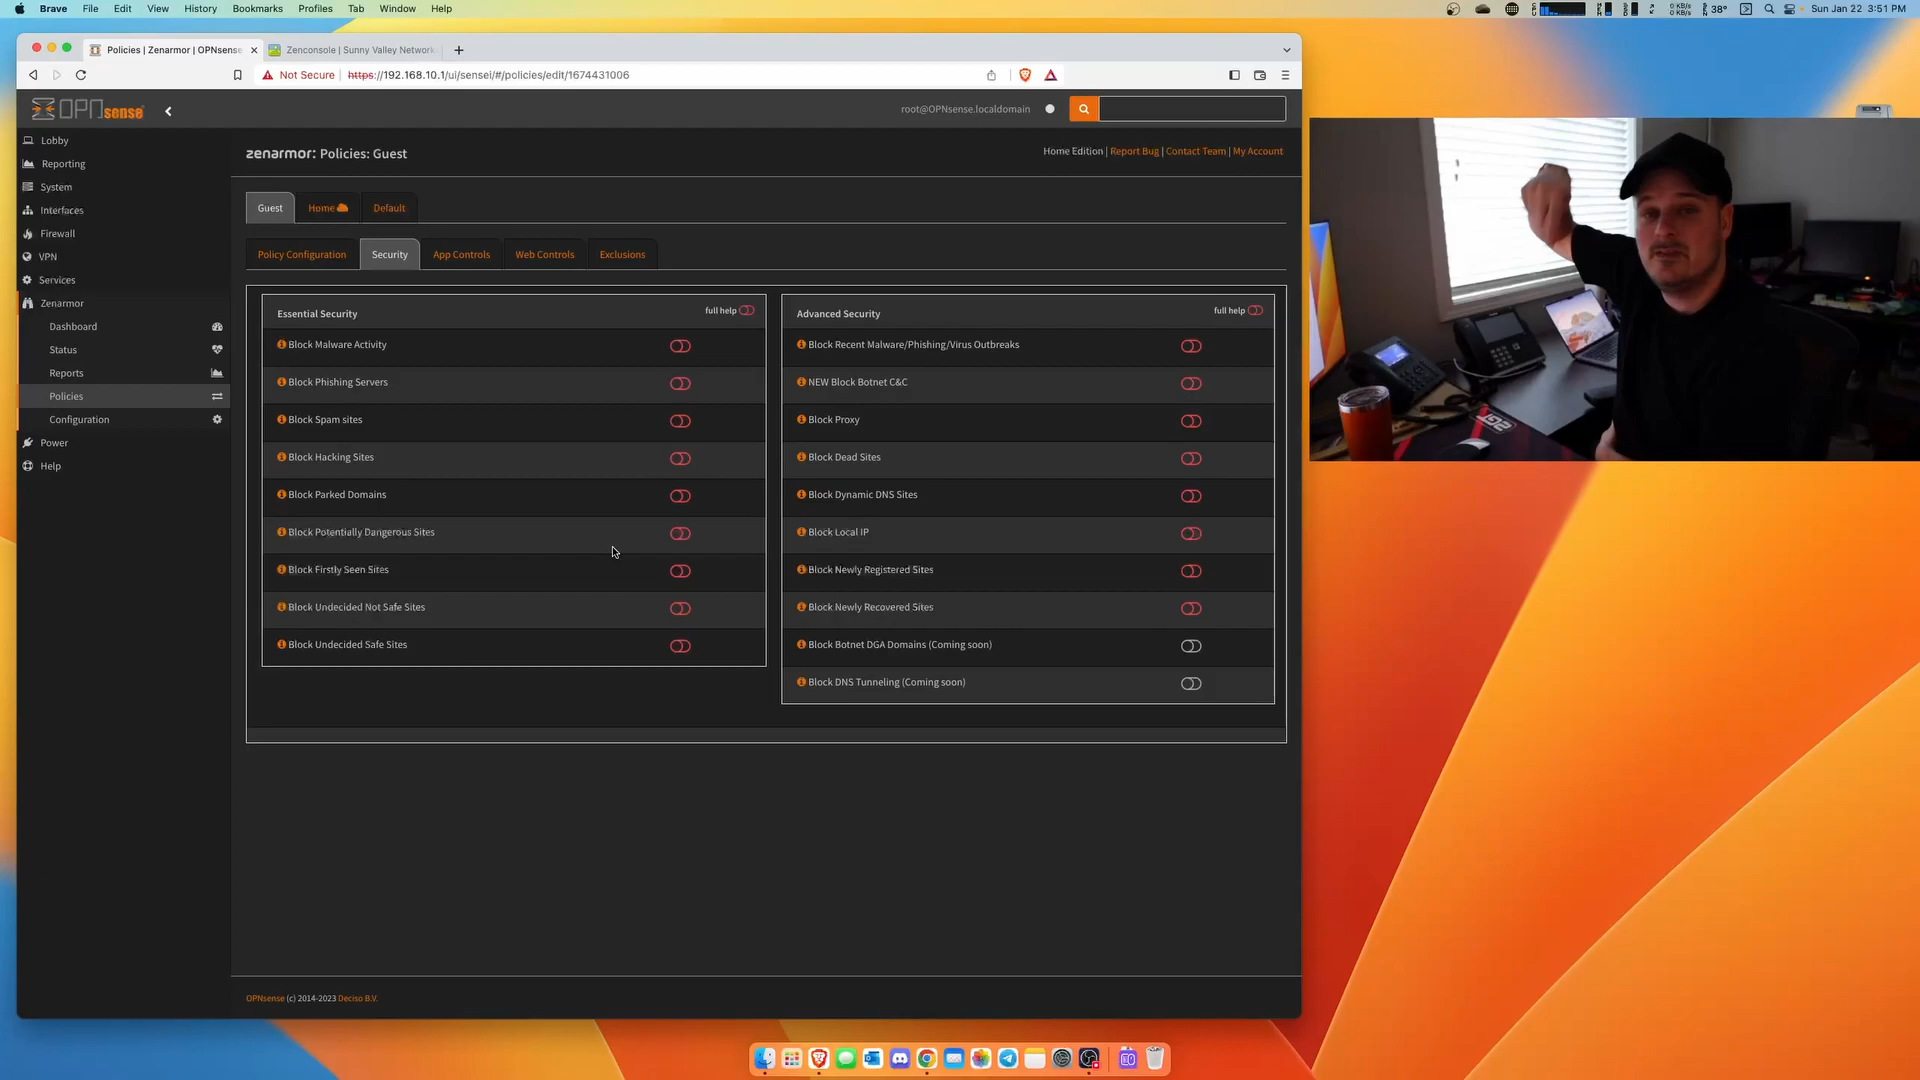 Brave File Edit View History Bookmarks Profiles Tab Window Help
38° Sun Jan 22 3:51 PM
Policies | Zenarmor | OPNsense
Zenconsole | Sunny Valley Network
Not Secure https://192.168.10.1/ui/sensei/#/policies/edit/1674431006
OPNsense
root@OPNsense.localdomain
Lobby
Reporting
System
Interfaces
Firewall
VPN
Services
Zenarmor
Dashboard
Status
Reports
Policies
Configuration
Power
Help
zenarmor: Policies: Guest
Home Edition | Report Bug | Contact Team | My Account
Guest Home Default
Policy Configuration Security App Controls Web Controls Exclusions
Essential Security full help
Block Malware Activity
Block Phishing Servers
Block Spam sites
Block Hacking Sites
Block Parked Domains
Block Potentially Dangerous Sites
Block Firstly Seen Sites
Block Undecided Not Safe Sites
Block Undecided Safe Sites
Advanced Security full help
Block Recent Malware/Phishing/Virus Outbreaks
NEW Block Botnet C&C
Block Proxy
Block Dead Sites
Block Dynamic DNS Sites
Block Local IP
Block Newly Registered Sites
Block Newly Recovered Sites
Block Botnet DGA Domains (Coming soon)
Block DNS Tunneling (Coming soon)
OPNsense (c) 2014-2023 Deciso B.V.